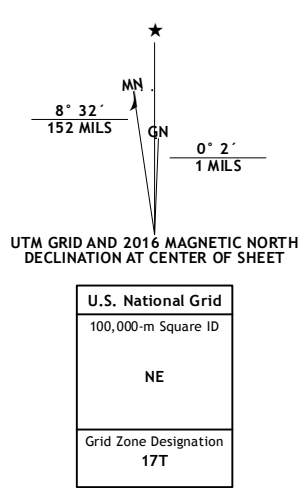 ★
MN
8° 32´
152 MILS
GN
0° 2´
1 MILS
UTM GRID AND 2016 MAGNETIC NORTH
DECLINATION AT CENTER OF SHEET
U.S. National Grid
100,000-m Square ID
NE
Grid Zone Designation
17T